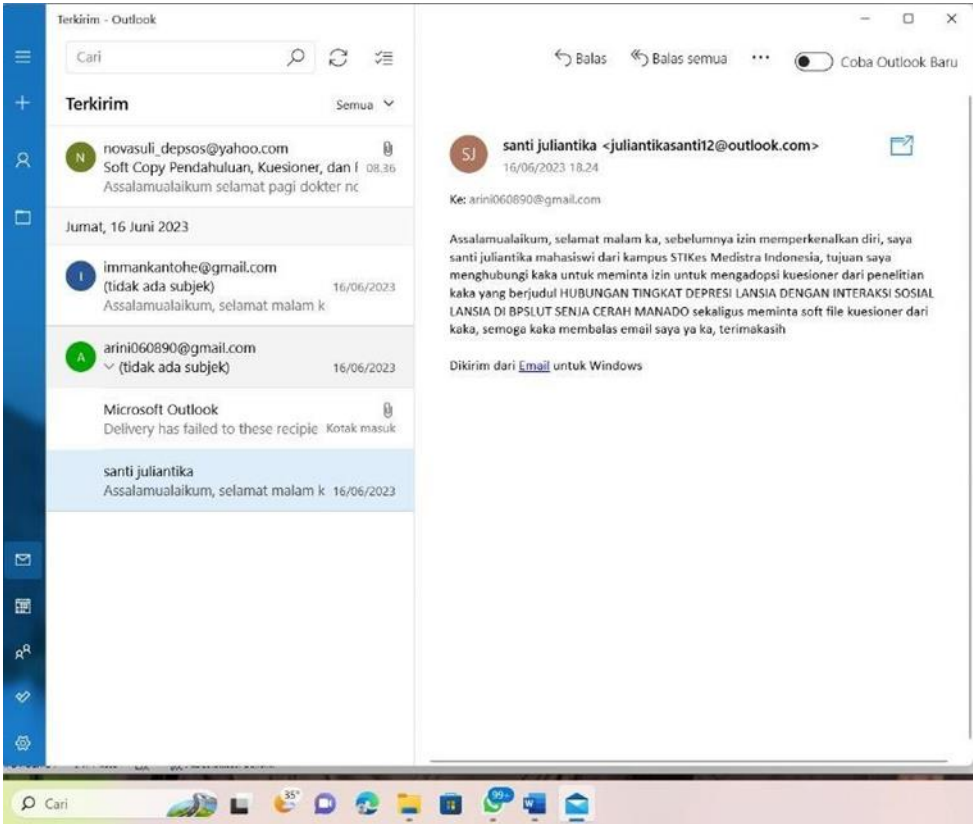 Terkirim - Outlook
Cari
Balas
Balas semua
Coba Outlook Baru
Terkirim
Semua
N
novasuli_depsos@yahoo.com
Soft Copy Pendahuluan, Kuesioner, dan 08.36
Assalamualaikum selamat pagi dokter nc
Jumat, 16 Juni 2023
I
immankantohe@gmail.com
(tidak ada subjek) 16/06/2023
Assalamualaikum, selamat malam k
A
arini060890@gmail.com
(tidak ada subjek) 16/06/2023
Microsoft Outlook
Delivery has failed to these recipie Kotak masuk
santi juliantika
Assalamualaikum, selamat malam k 16/06/2023
SJ
santi juliantika <juliantikasanti12@outlook.com>
16/06/2023 18.24
Ke: arini060890@gmail.com
Assalamualaikum, selamat malam ka, sebelumnya izin memperkenalkan diri, saya
santi juliantika mahasiswi dari kampus STIKes Medistra Indonesia, tujuan saya
menghubungi kaka untuk meminta izin untuk mengadopsi kuesioner dari penelitian
kaka yang berjudul HUBUNGAN TINGKAT DEPRESI LANSIA DENGAN INTERAKSI SOSIAL
LANSIA DI BPSLUT SENJA CERAH MANADO sekaligus meminta soft file kuesioner dari
kaka, semoga kaka membalas email saya ya ka, terimakasih
Dikirim dari Email untuk Windows
Cari
35°
99+